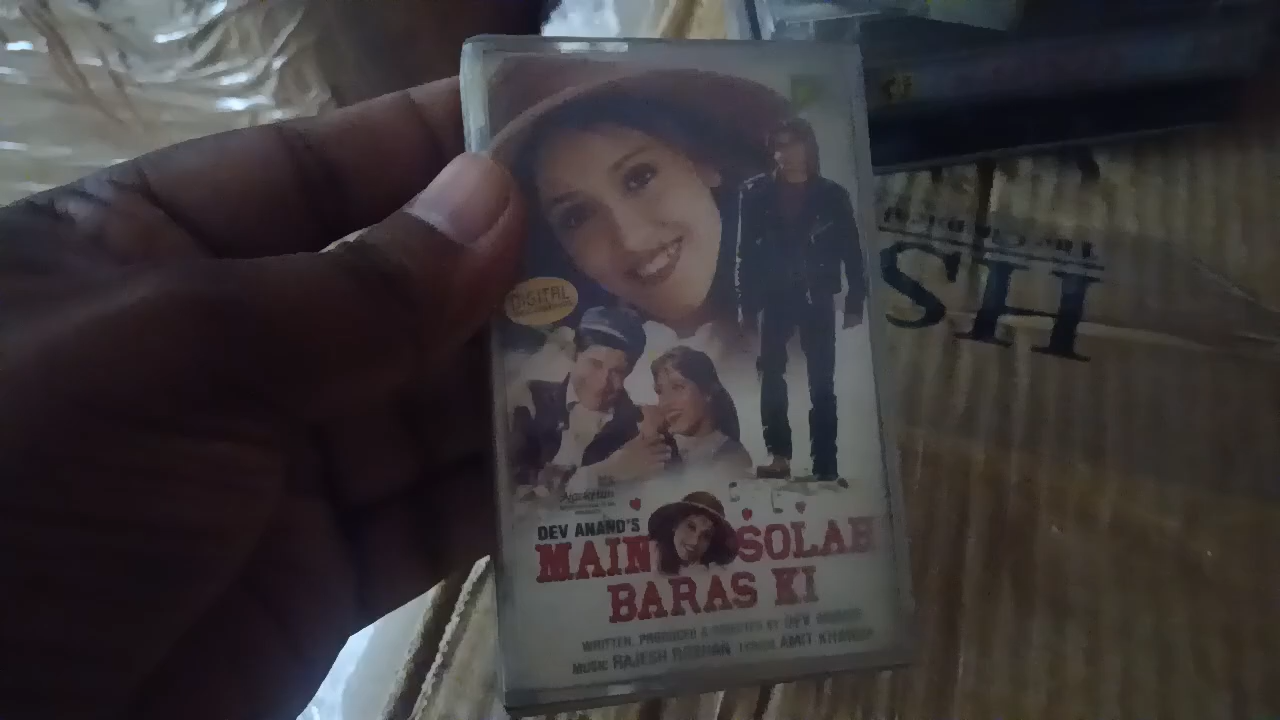 DIGITAL
DEV ANAND'S
MAIN SOLAH
BARAS KI
WRITTEN, PRODUCED & DIRECTED BY DEV ANAND
MUSIC RAJESH ROSHAN LYRICS AMIT KHANNA
SH